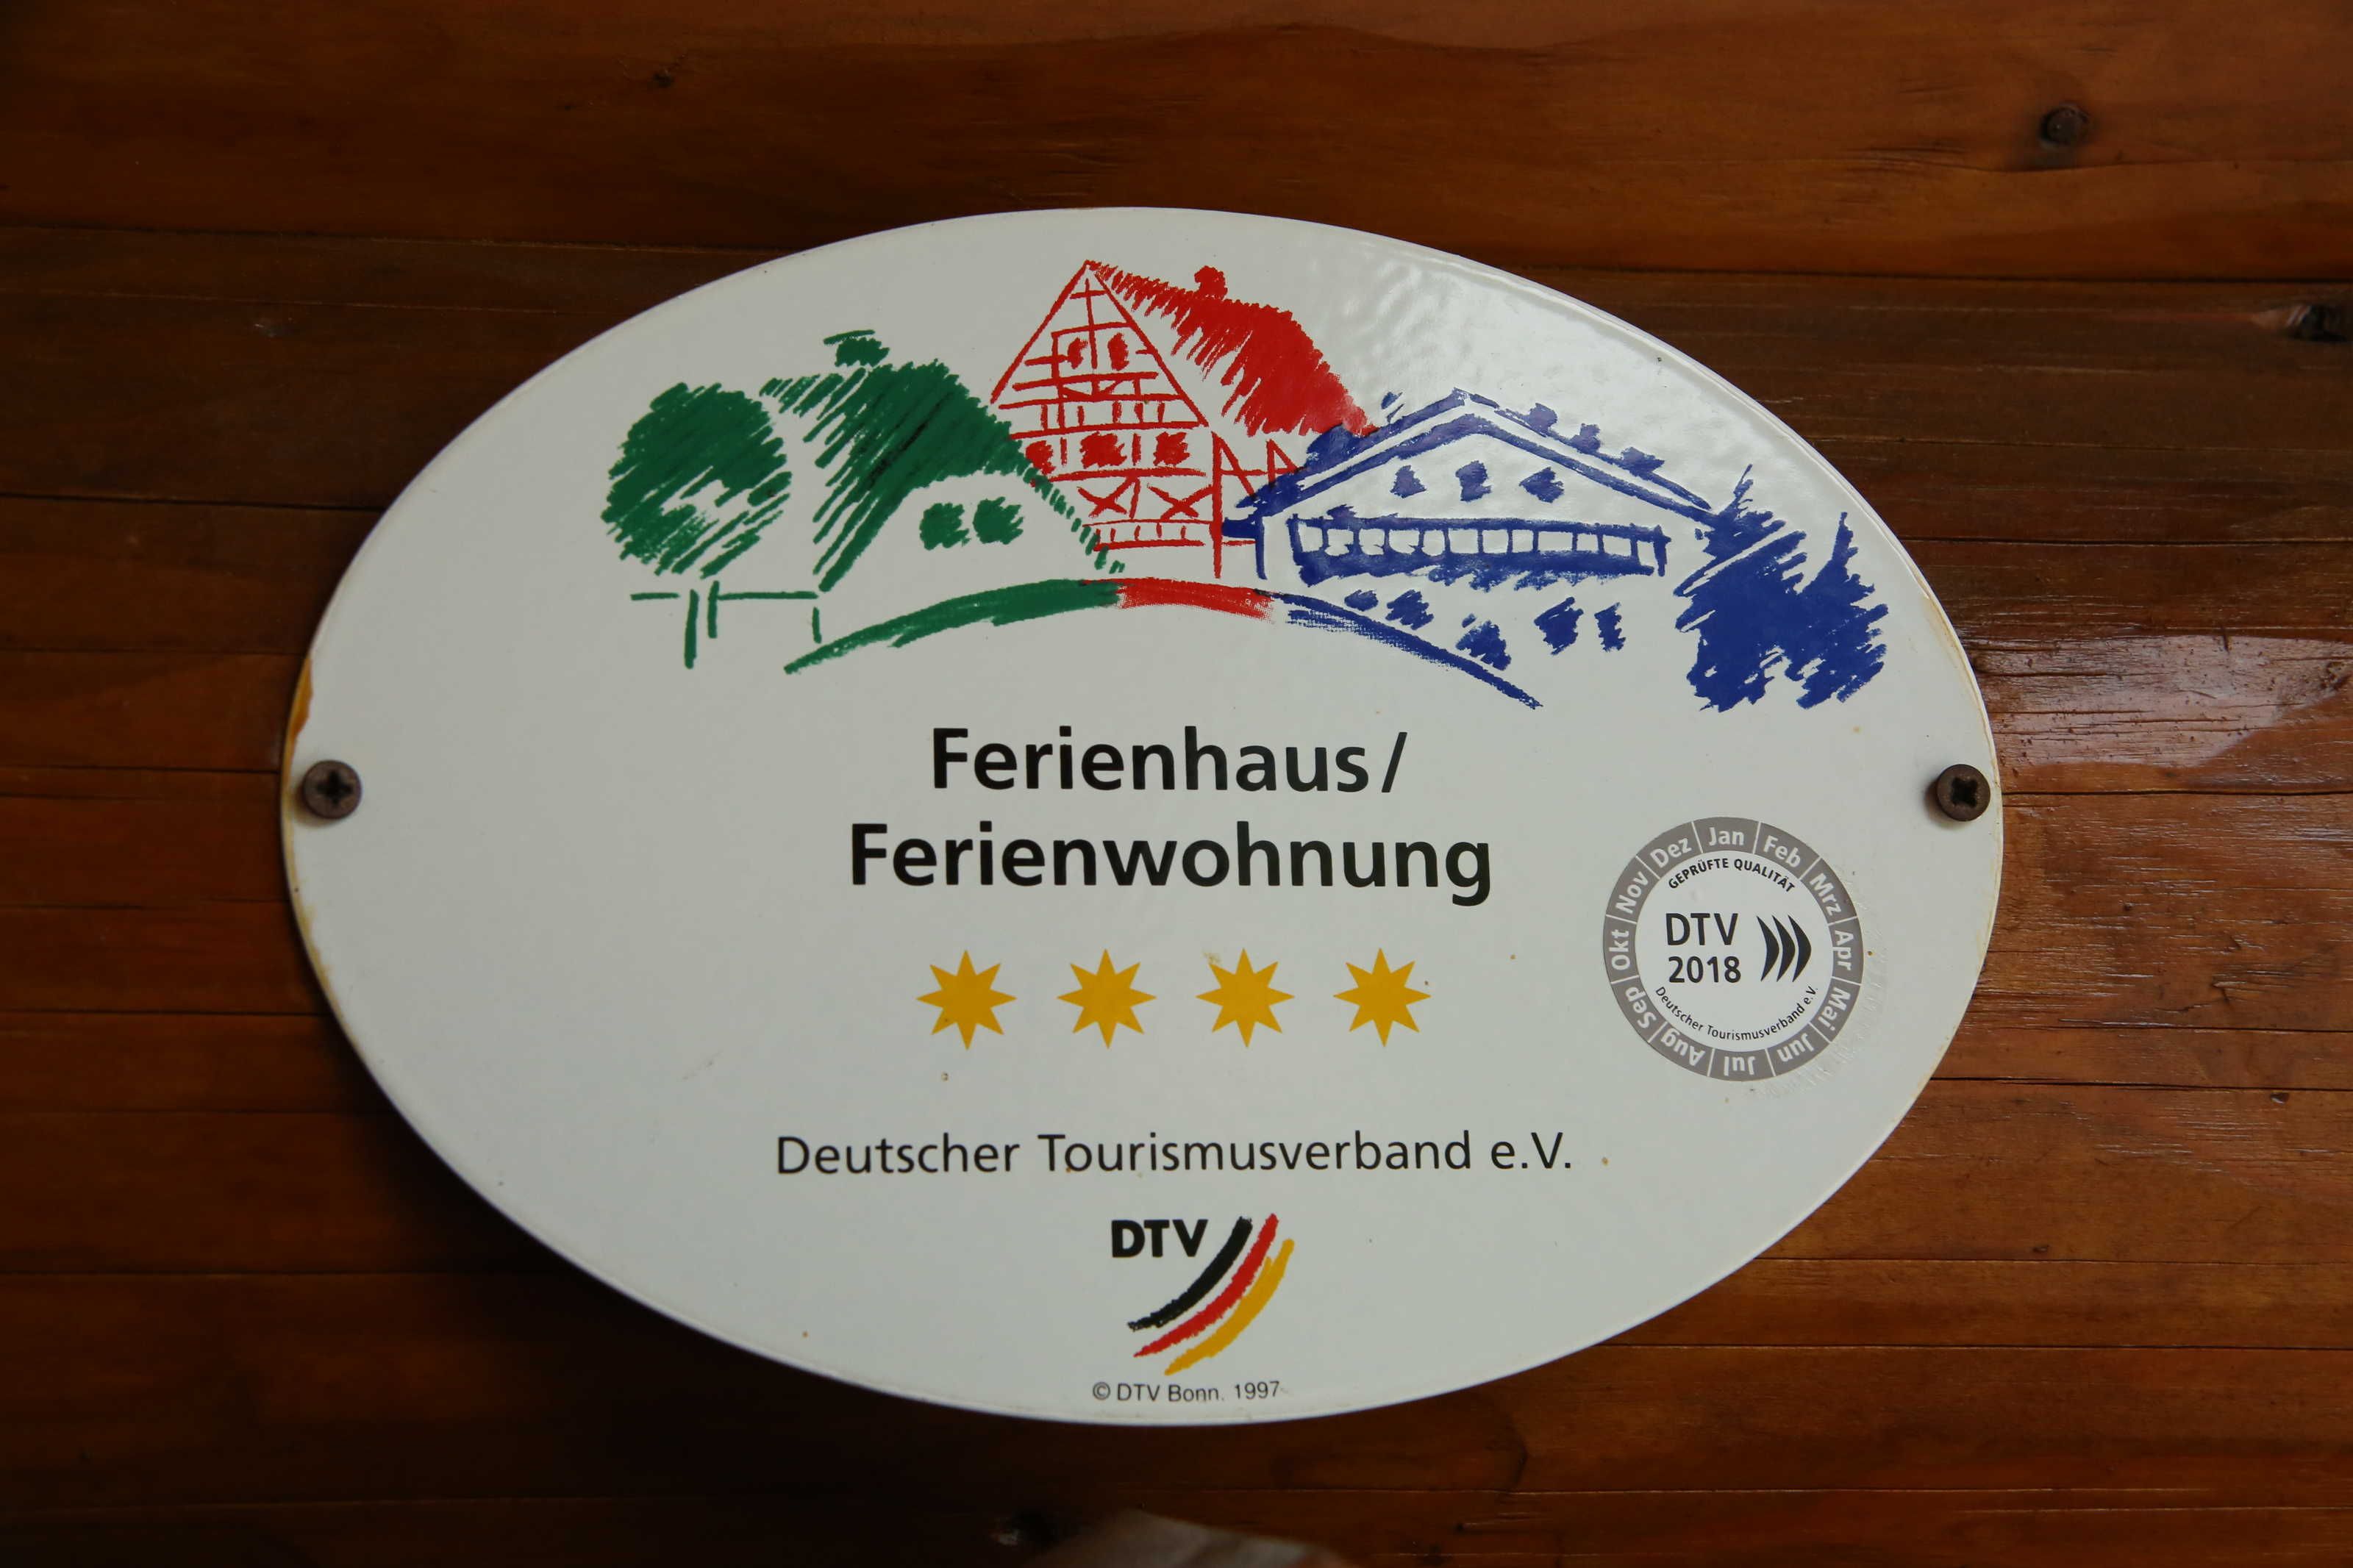 Ferienhaus/
Ferienwohnung
Dez Jan Feb Mrz Apr Mai Jun Jul Aug Sep Okt Nov
GEPRÜFTE QUALITÄT
DTV
2018
Deutscher Tourismusverband e.V.
Deutscher Tourismusverband e.V.
DTV
© DTV Bonn. 1997